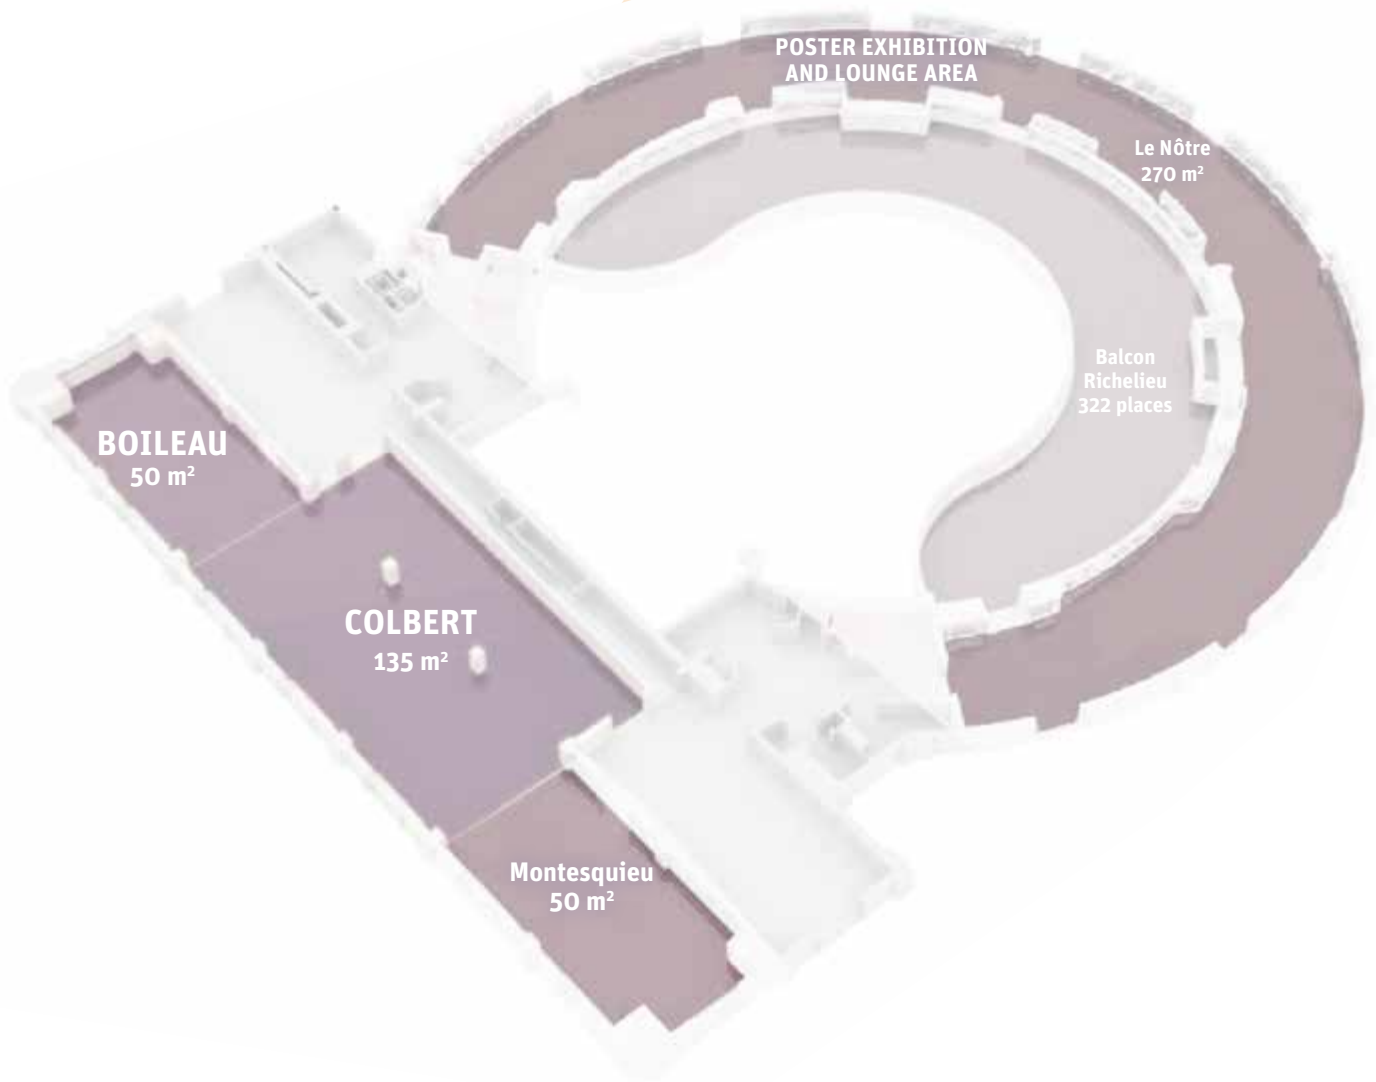 POSTER EXHIBITION
AND LOUNGE AREA
Le Nôtre
270 m²
Balcon
Richelieu
322 places
BOILEAU
50 m²
COLBERT
135 m²
Montesquieu
50 m²